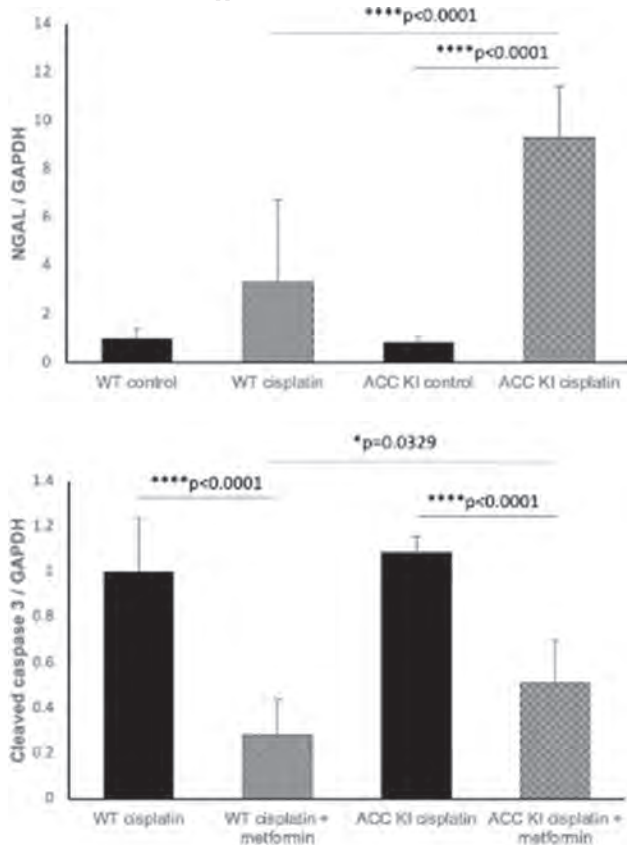 14
****p<0.0001
12
****p<0.0001
10
8
6
4
2
0
NGAL / GAPDH
WT control WT cisplatin ACC KI control ACC KI cisplatin
1.4
*p=0.0329
1.2
****p<0.0001 ****p<0.0001
1
0.8
0.6
0.4
0.2
0
Cleaved caspase 3 / GAPDH
WT cisplatin WT cisplatin + ACC KI cisplatin ACC KI cisplatin +
metformin metformin